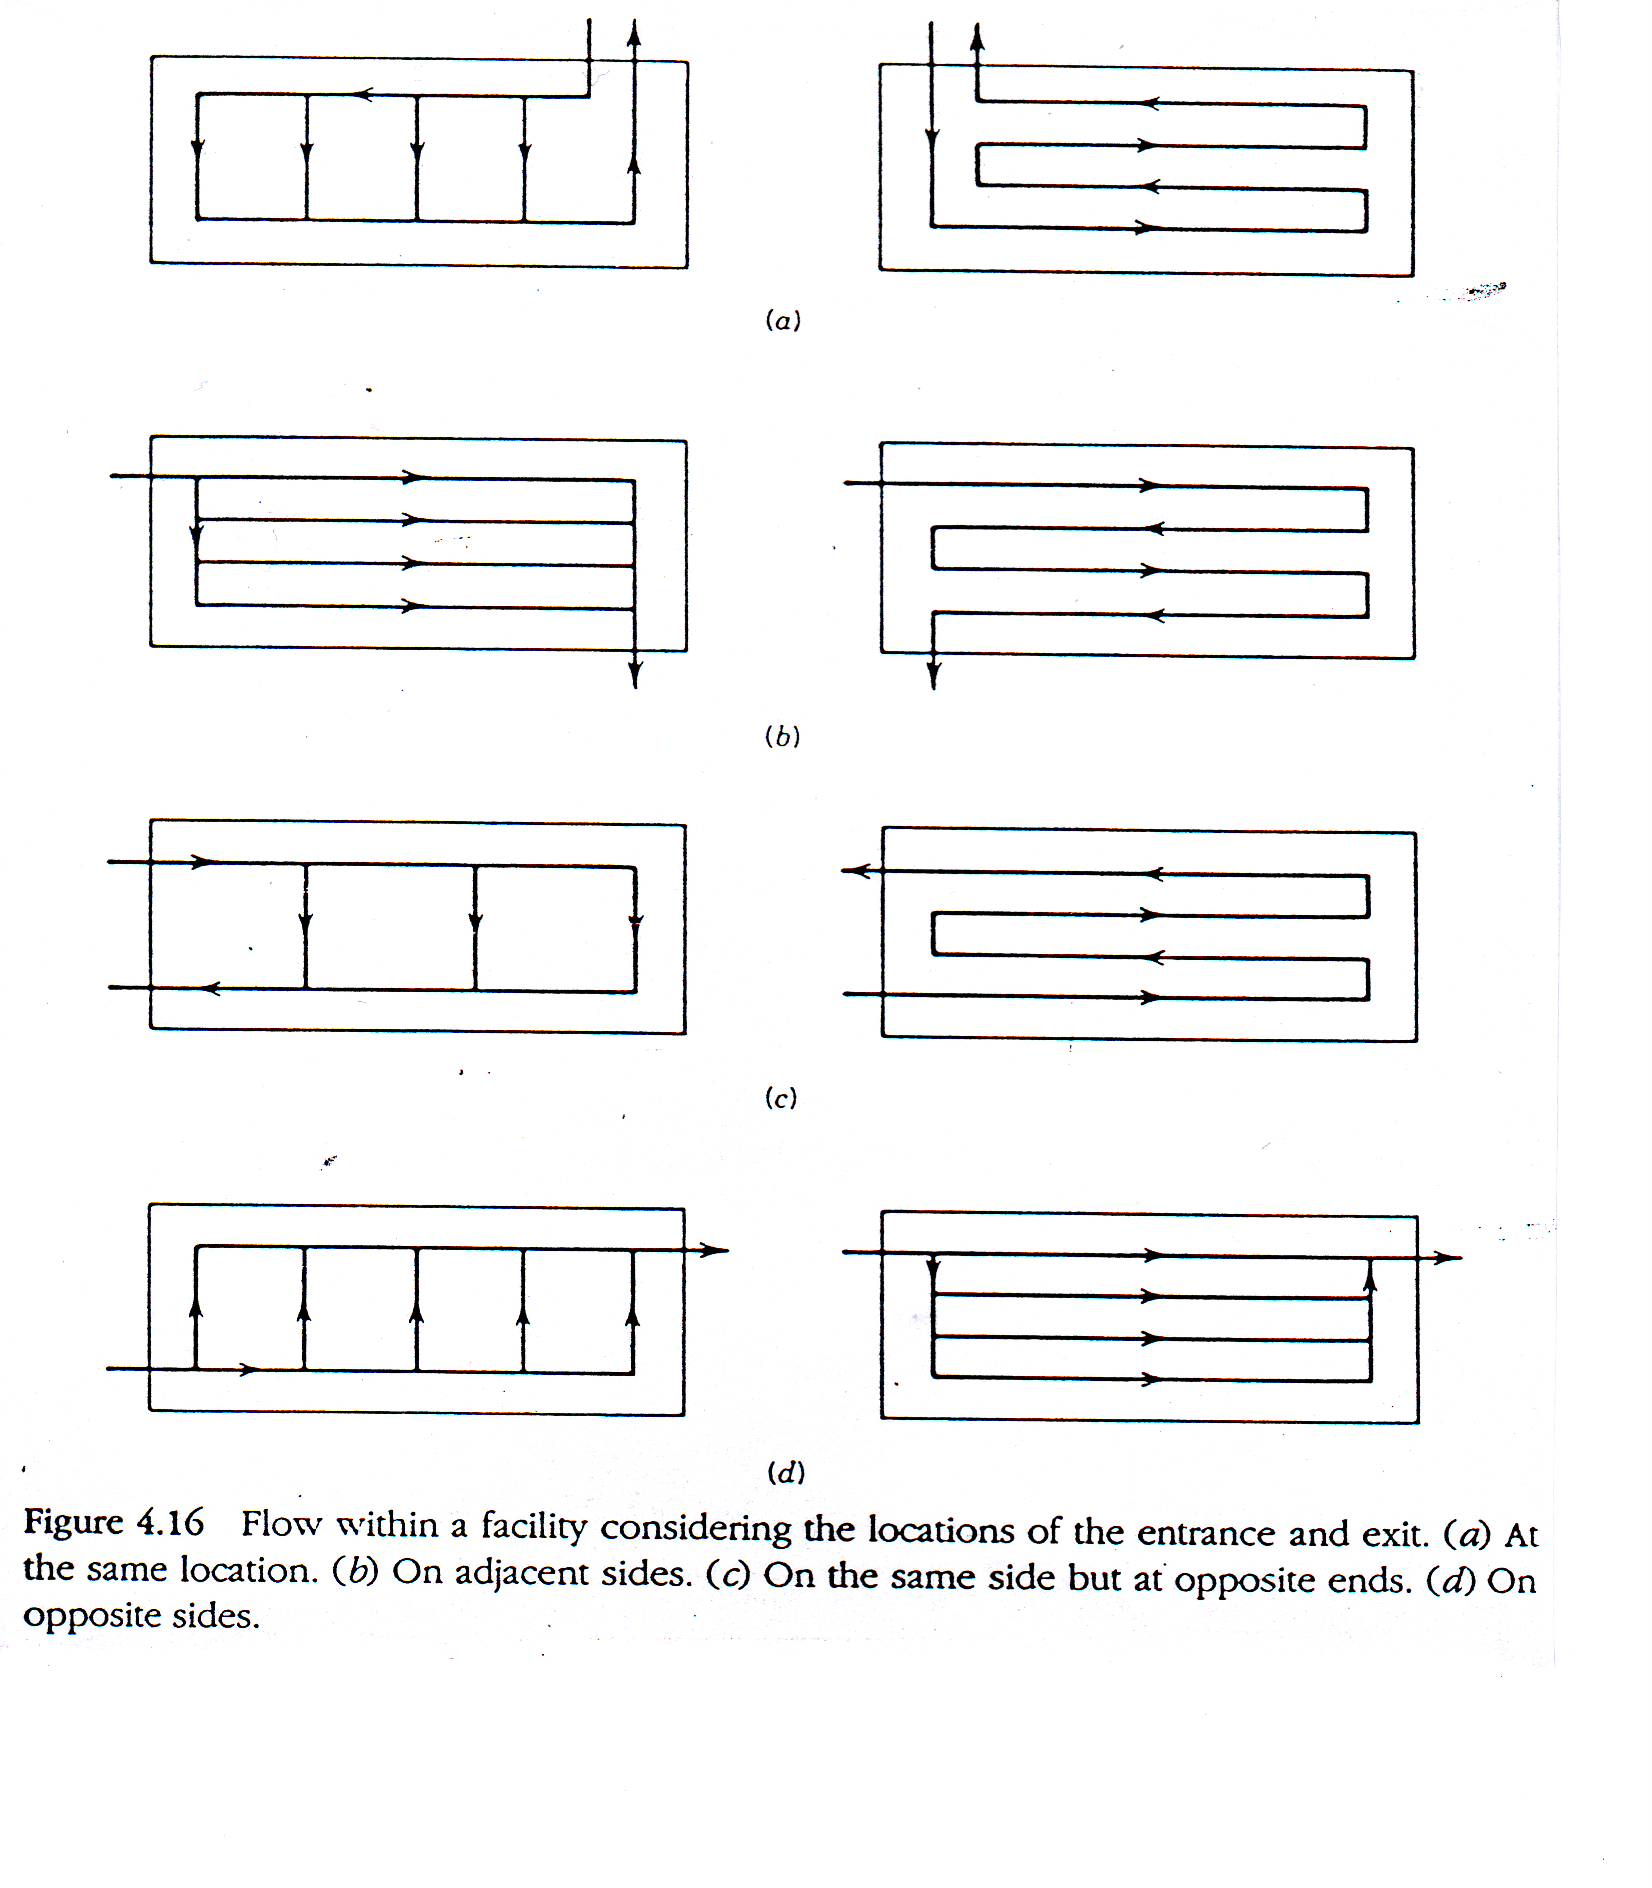 (a)
(b)
(c)
(d)
Figure 4.16 Flow within a facility considering the locations of the entrance and exit. (a) At
the same location. (b) On adjacent sides. (c) On the same side but at opposite ends. (d) On
opposite sides.